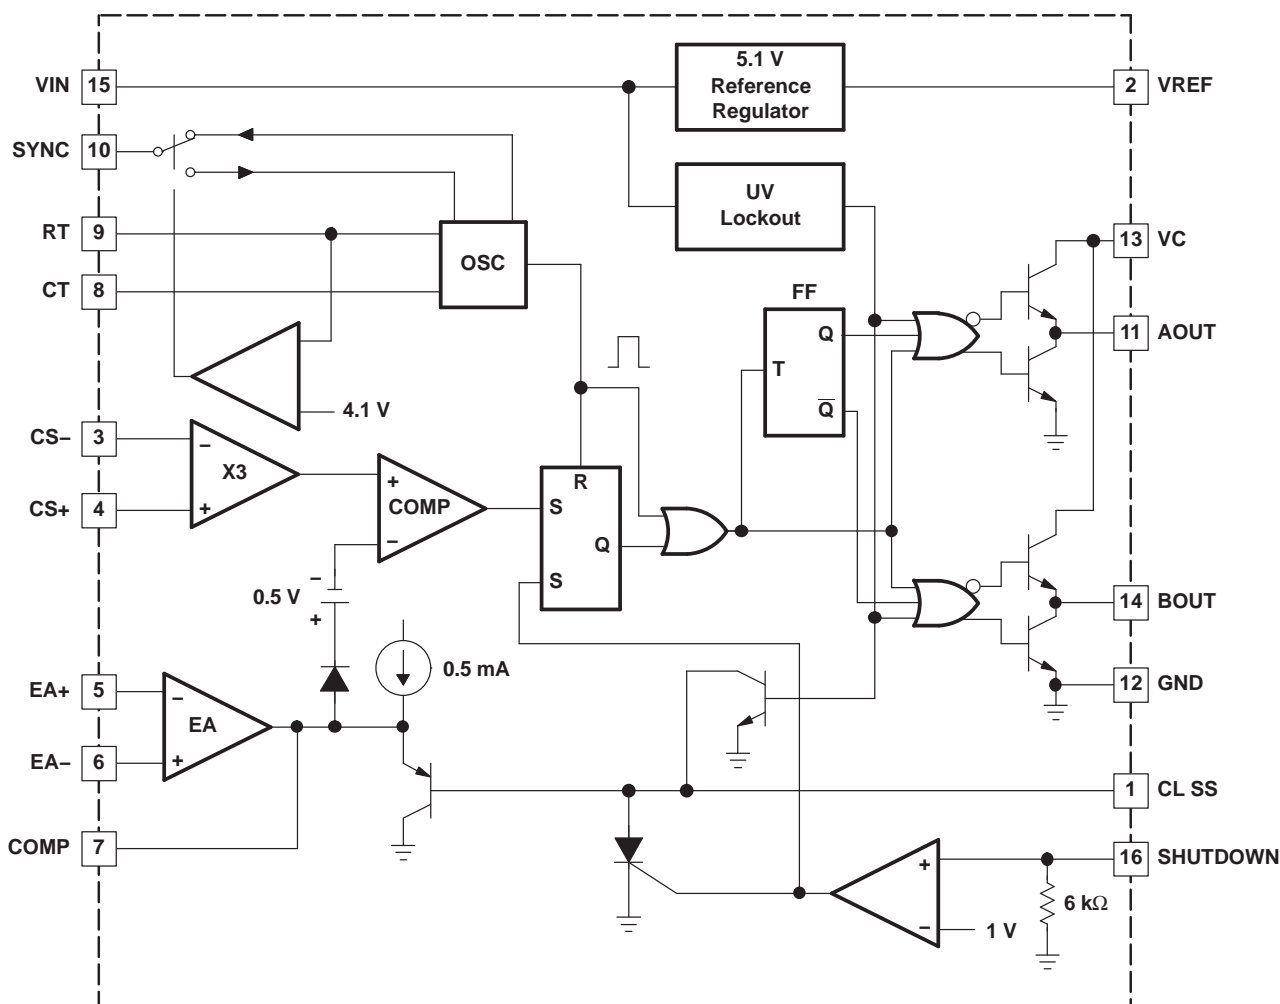 VIN 15
5.1 V
Reference
Regulator
2 VREF
SYNC 10
UV
Lockout
RT 9
OSC
13 VC
CT 8
FF
Q
11 AOUT
T
Q
4.1 V
CS– 3
–
X3
R
+
COMP
CS+ 4
+
S
–
Q
–
0.5 V
S
14 BOUT
+
0.5 mA
EA+ 5
–
12 GND
EA
EA– 6
+
1 CL SS
COMP 7
+
16 SHUTDOWN
6 kΩ
–
1 V